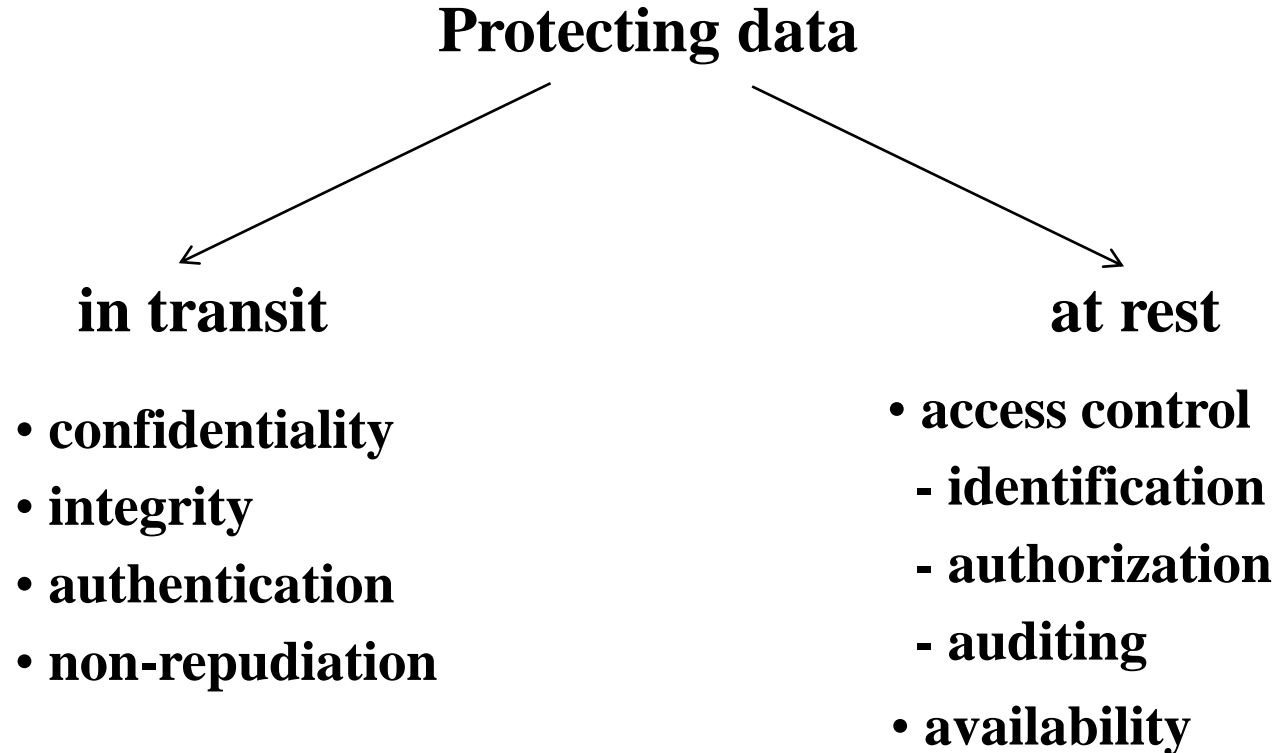 Protecting data
in transit
• confidentiality
• integrity
• authentication
• non-repudiation
at rest
• access control
- identification
- authorization
- auditing
• availability